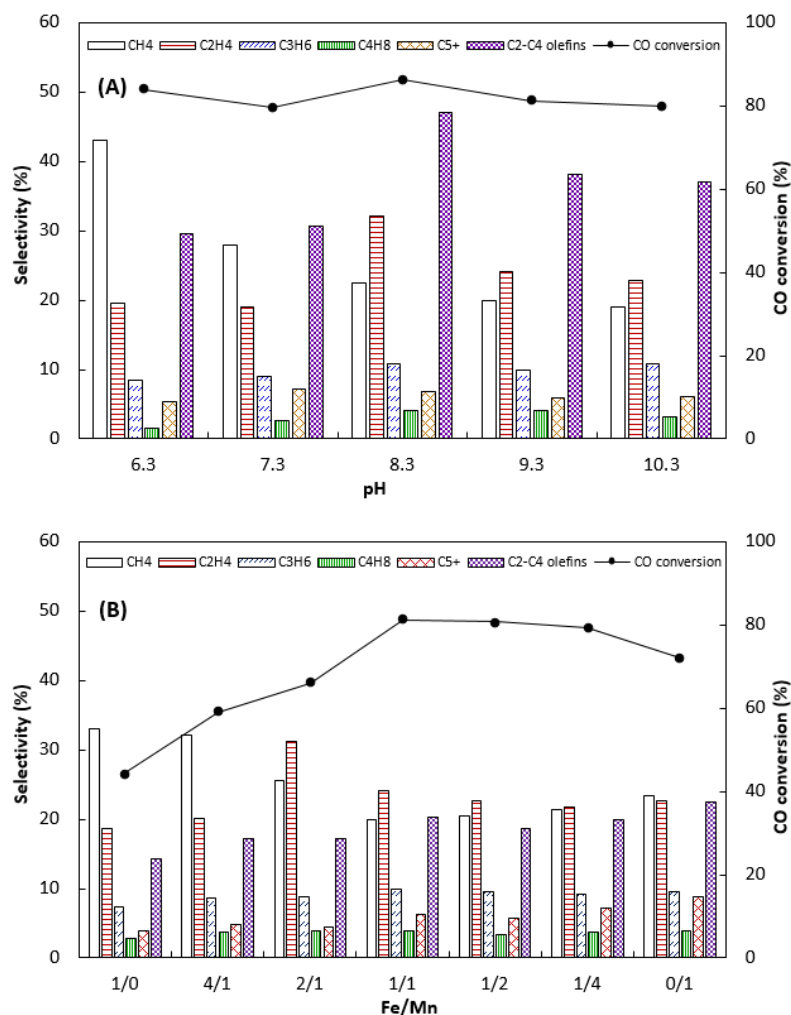 60 100
CH4 C2H4 C3H6 C4H8 C5+ C2-C4 olefins CO conversion
(A)
50
80
40
60
30
40
20
20
10
0 0
Selectivity (%)
CO conversion (%)
6.3 7.3 8.3 9.3 10.3
pH
60 100
CH4 C2H4 C3H6 C4H8 C5+ C2-C4 olefins CO conversion
(B)
50
80
40
60
30
40
20
20
10
0 0
Selectivity (%)
CO conversion (%)
1/0 4/1 2/1 1/1 1/2 1/4 0/1
Fe/Mn